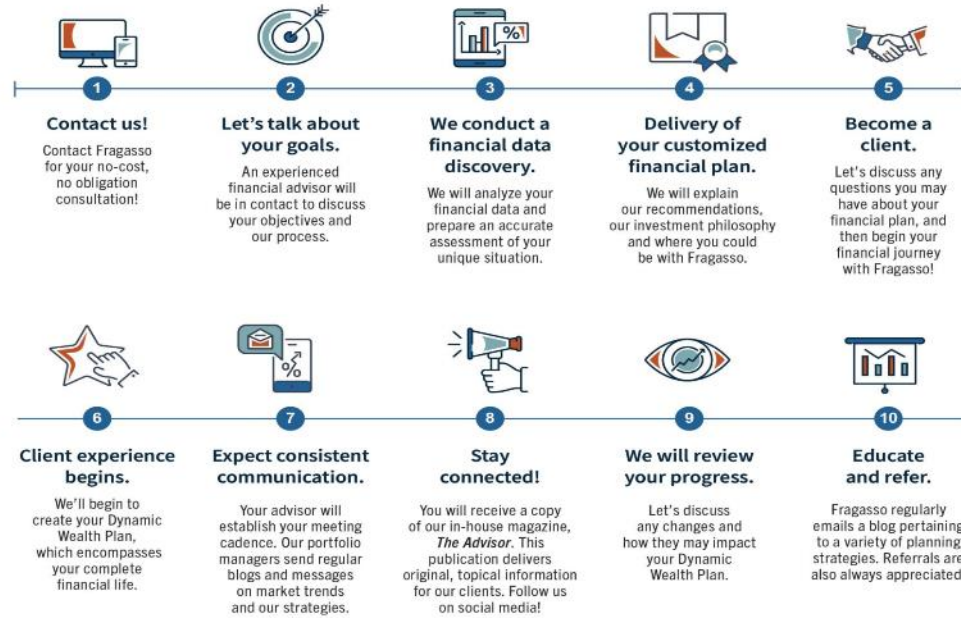 1
Contact us!
Contact Fragasso
for your no-cost,
no obligation
consultation!
2
Let's talk about
your goals.
An experienced
financial advisor will
be in contact to discuss
your objectives and
our process.
%
3
We conduct a
financial data
discovery.
We will analyze your
financial data and
prepare an accurate
assessment of your
unique situation.
4
Delivery of
your customized
financial plan.
We will explain
our recommendations,
our investment philosophy
and where you could
be with Fragasso.
5
Become a
client.
Let's discuss any
questions you may
have about your
financial plan, and
then begin your
financial journey
with Fragasso!
6
Client experience
begins.
We'll begin to
create your Dynamic
Wealth Plan,
which encompasses
your complete
financial life.
%
7
Expect consistent
communication.
Your advisor will
establish your meeting
cadence. Our portfolio
managers send regular
blogs and messages
on market trends
and our strategies.
8
Stay
connected!
You will receive a copy
of our in-house magazine,
The Advisor. This
publication delivers
original, topical information
for our clients. Follow us
on social media!
9
We will review
your progress.
Let's discuss
any changes and
how they may impact
your Dynamic
Wealth Plan.
10
Educate
and refer.
Fragasso regularly
emails a blog pertaining
to a variety of planning
strategies. Referrals are
also always appreciated